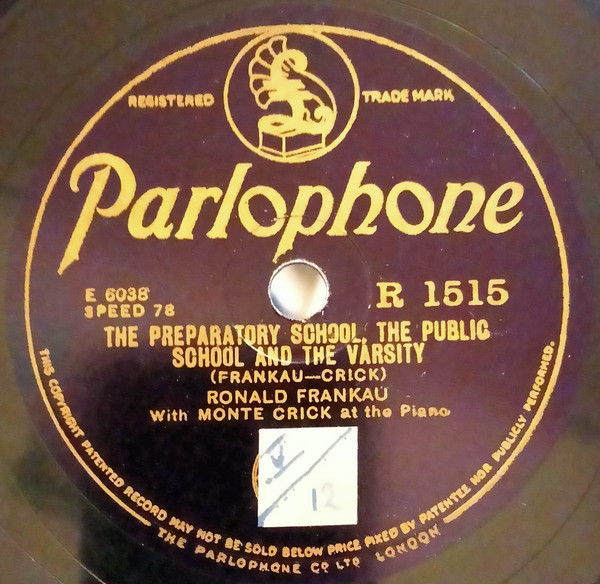 REGISTERED TRADE MARK
Parlophone
E 6038
SPEED 78
R 1515
THE PREPARATORY SCHOOL, THE PUBLIC
SCHOOL AND THE VARSITY
(FRANKAU—CRICK)
RONALD FRANKAU
With MONTE CRICK at the Piano
12
THIS COPYRIGHT PATENTED RECORD MAY NOT BE SOLD BELOW PRICE FIXED BY PATENTEE NOR PUBLICLY PERFORMED.
THE PARLOPHONE CO LTD LONDON